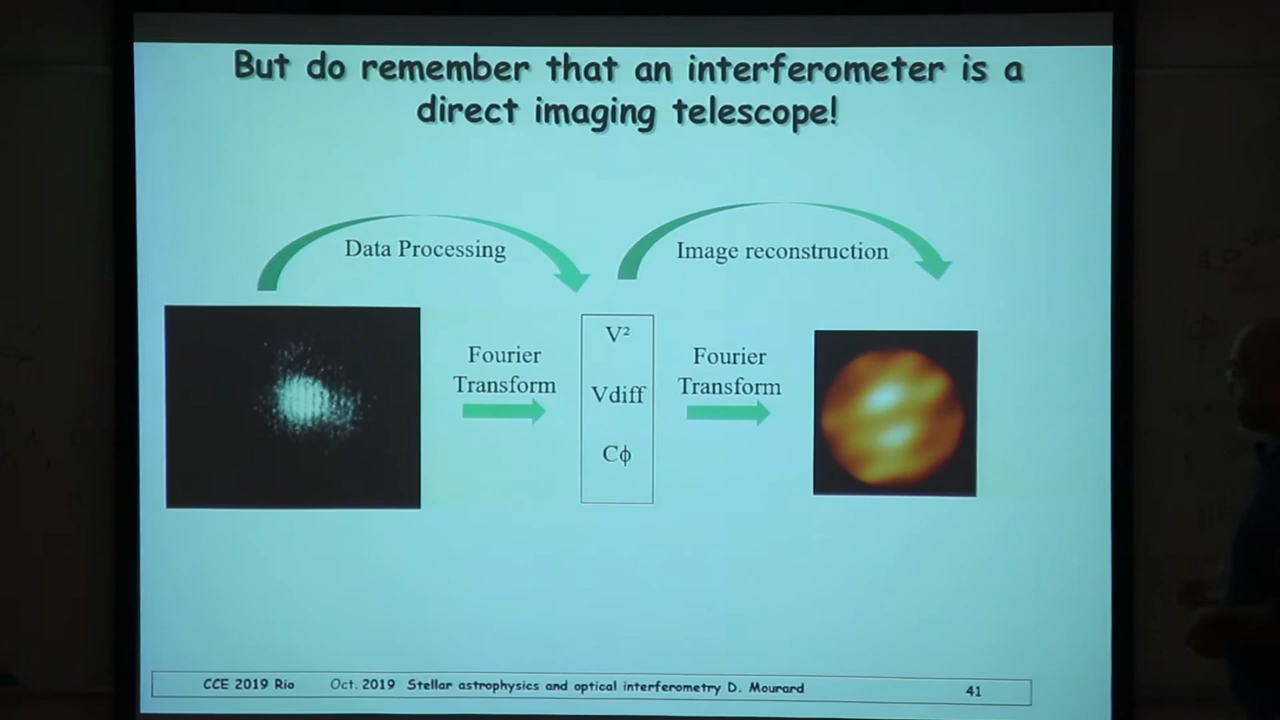 But do remember that an interferometer is a
direct imaging telescope!
Data Processing
Image reconstruction
Fourier
Transform
V²
Vdiff
Cϕ
Fourier
Transform
CCE 2019 Rio Oct. 2019 Stellar astrophysics and optical interferometry D. Mourard 41